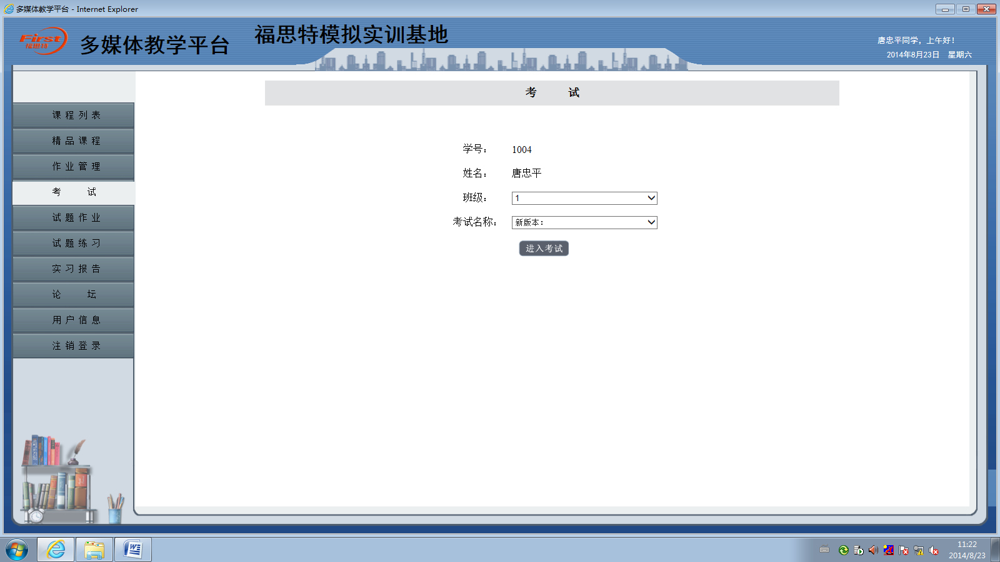 多媒体教学平台 - Internet Explorer
First
福思特
多媒体教学平台
福思特模拟实训基地
唐忠平同学，上午好！
2014年8月23日 星期六
课程列表
精品课程
作业管理
考 试
试题作业
试题练习
实习报告
论 坛
用户信息
注销登录
考 试
学号： 1004
姓名： 唐忠平
班级： 1
考试名称： 新版本：
进入考试
11:22
2014/8/23